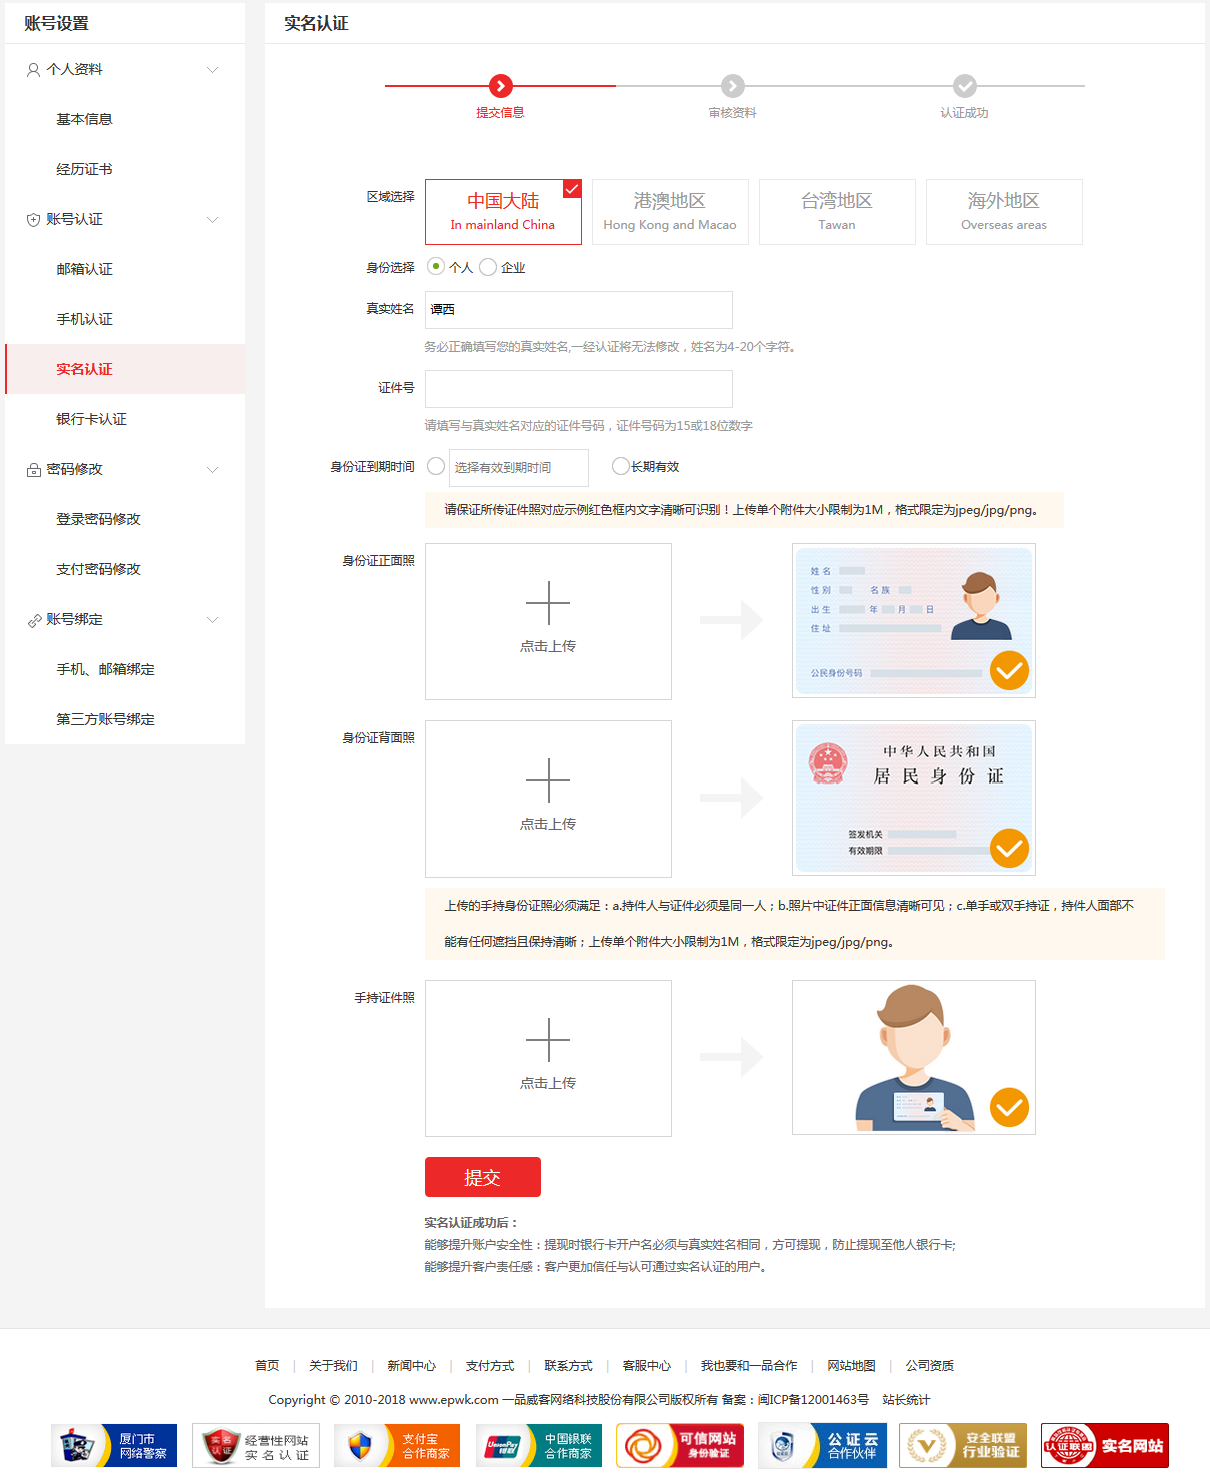 账号设置
个人资料
基本信息
经历证书
账号认证
邮箱认证
手机认证
实名认证
银行卡认证
密码修改
登录密码修改
支付密码修改
账号绑定
手机、邮箱绑定
第三方账号绑定
实名认证
提交信息
审核资料
认证成功
区域选择
中国大陆
In mainland China
港澳地区
Hong Kong and Macao
台湾地区
Tawan
海外地区
Overseas areas
身份选择 个人 企业
真实姓名 谭西
务必正确填写您的真实姓名,一经认证将无法修改，姓名为4-20个字符。
证件号
请填写与真实姓名对应的证件号码，证件号码为15或18位数字
身份证到期时间 选择有效到期时间 长期有效
请保证所传证件照对应示例红色框内文字清晰可识别！上传单个附件大小限制为1M，格式限定为jpeg/jpg/png。
身份证正面照
点击上传
姓 名
性 别 名 族
出 生 年 月 日
住 址
公民身份号码
身份证背面照
点击上传
中华人民共和国
居民身份证
签发机关
有效期限
上传的手持身份证照必须满足：a.持件人与证件必须是同一人；b.照片中证件正面信息清晰可见；c.单手或双手持证，持件人面部不
能有任何遮挡且保持清晰；上传单个附件大小限制为1M，格式限定为jpeg/jpg/png。
手持证件照
点击上传
提交
实名认证成功后：
能够提升账户安全性：提现时银行卡开户名必须与真实姓名相同，方可提现，防止提现至他人银行卡;
能够提升客户责任感：客户更加信任与认可通过实名认证的用户。
首页 | 关于我们 | 新闻中心 | 支付方式 | 联系方式 | 客服中心 | 我也要和一品合作 | 网站地图 | 公司资质
Copyright © 2010-2018 www.epwk.com 一品威客网络科技股份有限公司版权所有 备案：闽ICP备12001463号 站长统计
厦门市
网络警察
实名
认证
经营性网站
实名认证
支付宝
合作商家
UnionPay
银联
中国银联
合作商家
可信网站
身份验证
公证云
合作伙伴
安全联盟
行业验证
认证联盟
实名网站